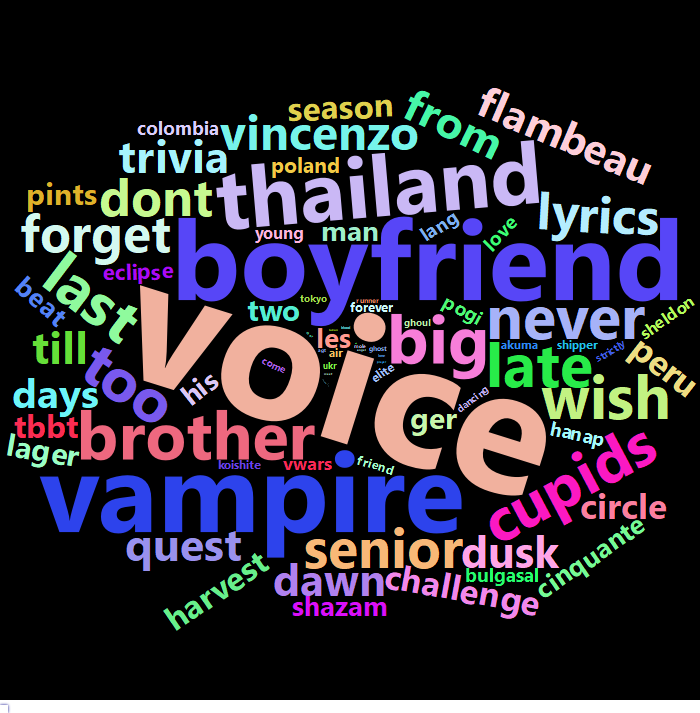 flambeau
season
from
colombia
vincenzo
trivia
poland
thailand
pints
dont
lyrics
lang
love
young
man
forget
boyfriend
eclipse
last
beat
tokyo
runner
forever
pogi
sheldon
two
never
ghoul
big
till
les
akuma
shipper
strictly
air
ghost
too
voice
late
peru
come
ukr
elite
his
days
wish
dancing
tbbt
brother
ger
hanap
lager
koishite
vwars
friend
cupids
vampire
circle
quest
senior
dusk
cinquante
harvest
dawn
challenge
bulgasal
shazam